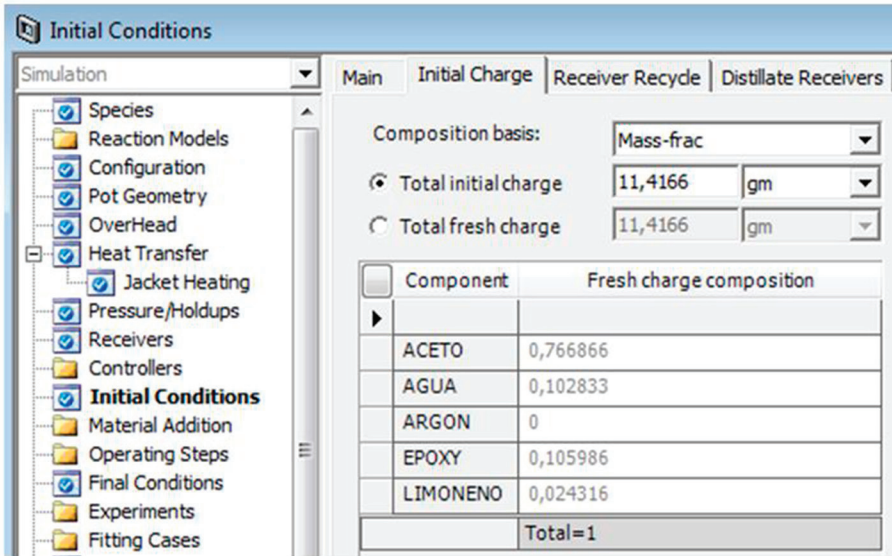 Initial Conditions
Simulation
Species
Reaction Models
Configuration
Pot Geometry
OverHead
Heat Transfer
Jacket Heating
Pressure/Holdups
Receivers
Controllers
Initial Conditions
Material Addition
Operating Steps
Final Conditions
Experiments
Fitting Cases
Main Initial Charge Receiver Recycle Distillate Receivers
Composition basis: Mass-frac
Total initial charge 11,4166 gm
Total fresh charge 11,4166 gm
Component Fresh charge composition
ACETO 0,766866
AGUA 0,102833
ARGON 0
EPOXY 0,105986
LIMONENO 0,024316
Total=1